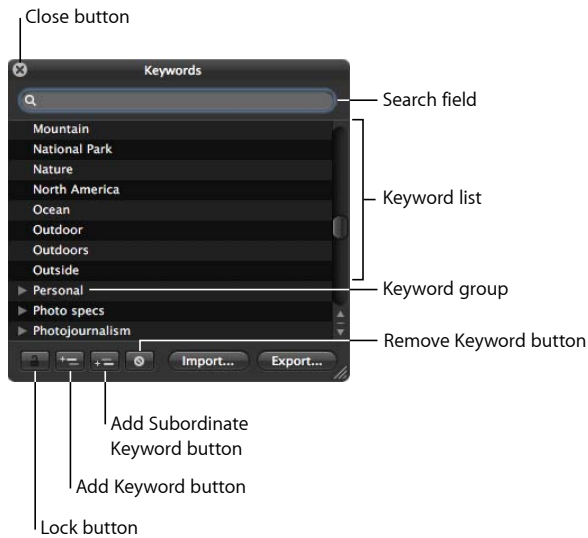 Close button
Keywords
Search field
Mountain
National Park
Nature
North America
Keyword list
Ocean
Outdoor
Outdoors
Outside
Personal
Keyword group
Photo specs
Photojournalism
Remove Keyword button
Import...
Export...
Add Subordinate
Keyword button
Add Keyword button
Lock button